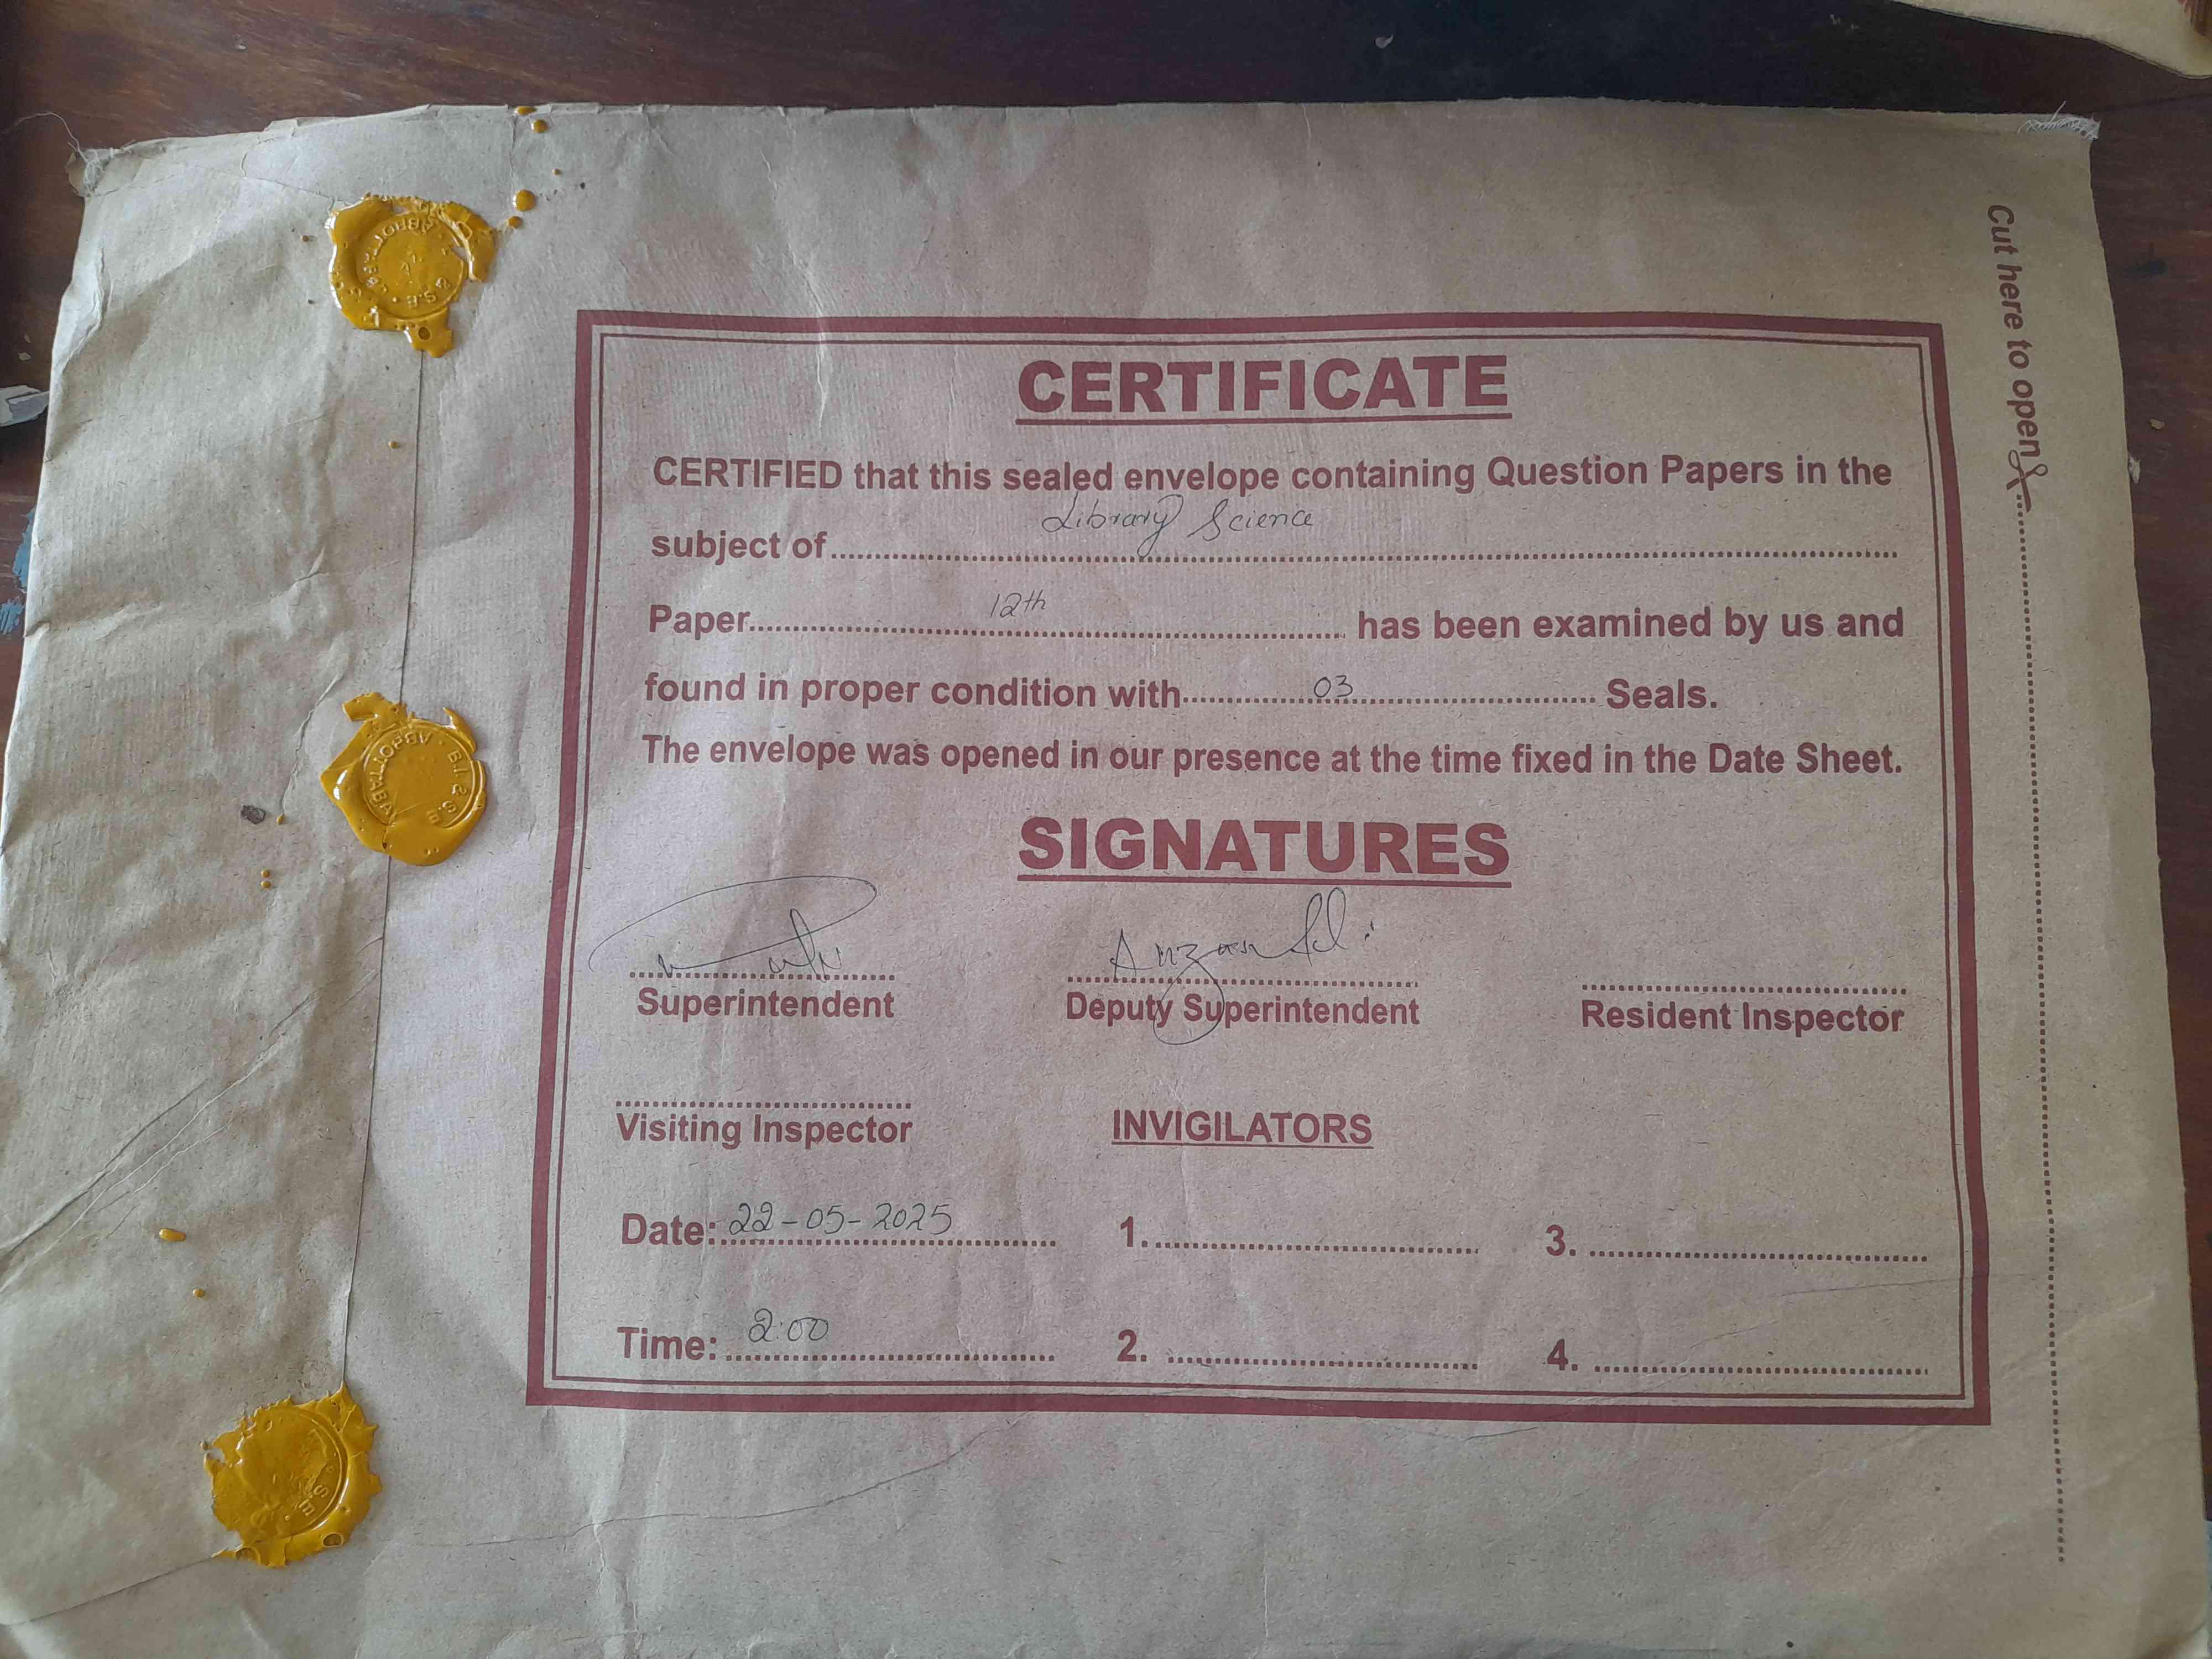 Cut here to open
CERTIFICATE
CERTIFIED that this sealed envelope containing Question Papers in the
subject of Library Science
Paper 12th has been examined by us and
found in proper condition with 03 Seals.
The envelope was opened in our presence at the time fixed in the Date Sheet.
SIGNATURES
Superintendent Deputy Superintendent Resident Inspector
Visiting Inspector INVIGILATORS
Date: 22-05-2025 1. 3.
Time: 2:00 2. 4.
B.I & S.E ABBOTTABA